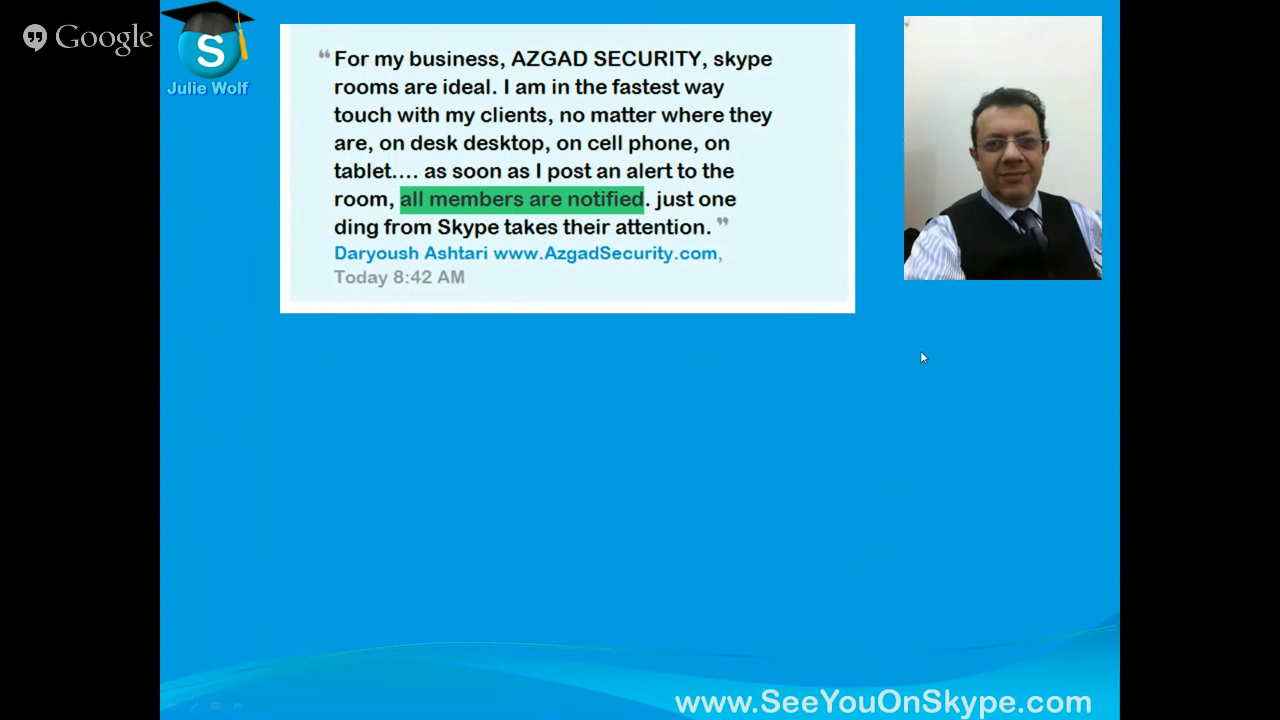 Google
S
Julie Wolf
“ For my business, AZGAD SECURITY, skype
rooms are ideal. I am in the fastest way
touch with my clients, no matter where they
are, on desk desktop, on cell phone, on
tablet.... as soon as I post an alert to the
room, all members are notified. just one
ding from Skype takes their attention. ”
Daryoush Ashtari www.AzgadSecurity.com,
Today 8:42 AM
www.SeeYouOnSkype.com